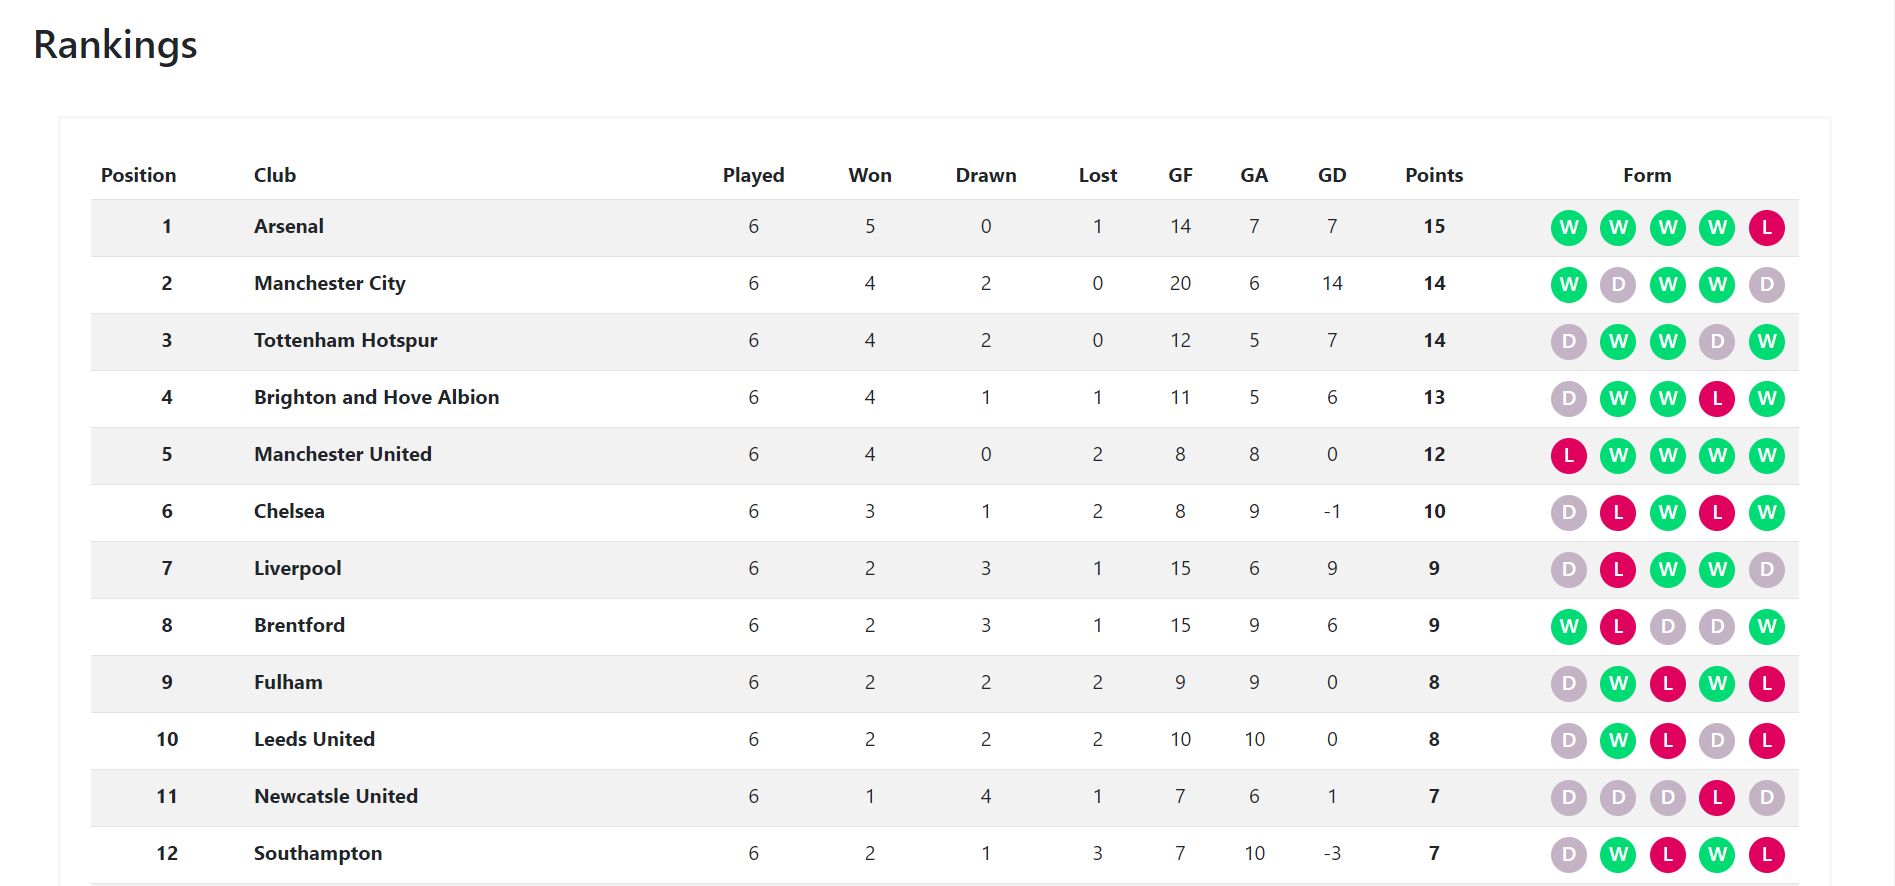 Rankings
Position Club Played Won Drawn Lost GF GA GD Points Form
1 Arsenal 6 5 0 1 14 7 7 15 W W W W L
2 Manchester City 6 4 2 0 20 6 14 14 W D W W D
3 Tottenham Hotspur 6 4 2 0 12 5 7 14 D W W D W
4 Brighton and Hove Albion 6 4 1 1 11 5 6 13 D W W L W
5 Manchester United 6 4 0 2 8 8 0 12 L W W W W
6 Chelsea 6 3 1 2 8 9 -1 10 D L W L W
7 Liverpool 6 2 3 1 15 6 9 9 D L W W D
8 Brentford 6 2 3 1 15 9 6 9 W L D D W
9 Fulham 6 2 2 2 9 9 0 8 D W L W L
10 Leeds United 6 2 2 2 10 10 0 8 D W L D L
11 Newcatsle United 6 1 4 1 7 6 1 7 D D D L D
12 Southampton 6 2 1 3 7 10 -3 7 D W L W L